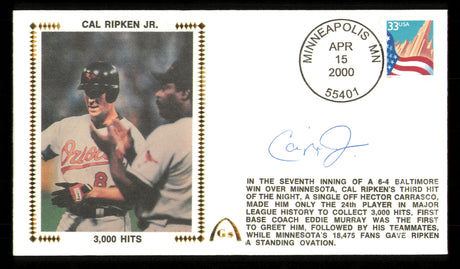 CAL RIPKEN JR.
MINNEAPOLIS MN
APR
15
2000
55401
33USA
Orioles
8
3,000 HITS
GS
IN THE SEVENTH INNING OF A 6-4 BALTIMORE
WIN OVER MINNESOTA, CAL RIPKEN'S THIRD HIT
OF THE NIGHT, A SINGLE OFF HECTOR CARRASCO,
MADE HIM ONLY THE 24th PLAYER IN MAJOR
LEAGUE HISTORY TO COLLECT 3,000 HITS, FIRST
BASE COACH EDDIE MURRAY WAS THE FIRST
TO GREET HIM, FOLLOWED BY HIS TEAMMATES,
WHILE MINNESOTA'S 18,475 FANS GAVE RIPKEN
A STANDING OVATION.